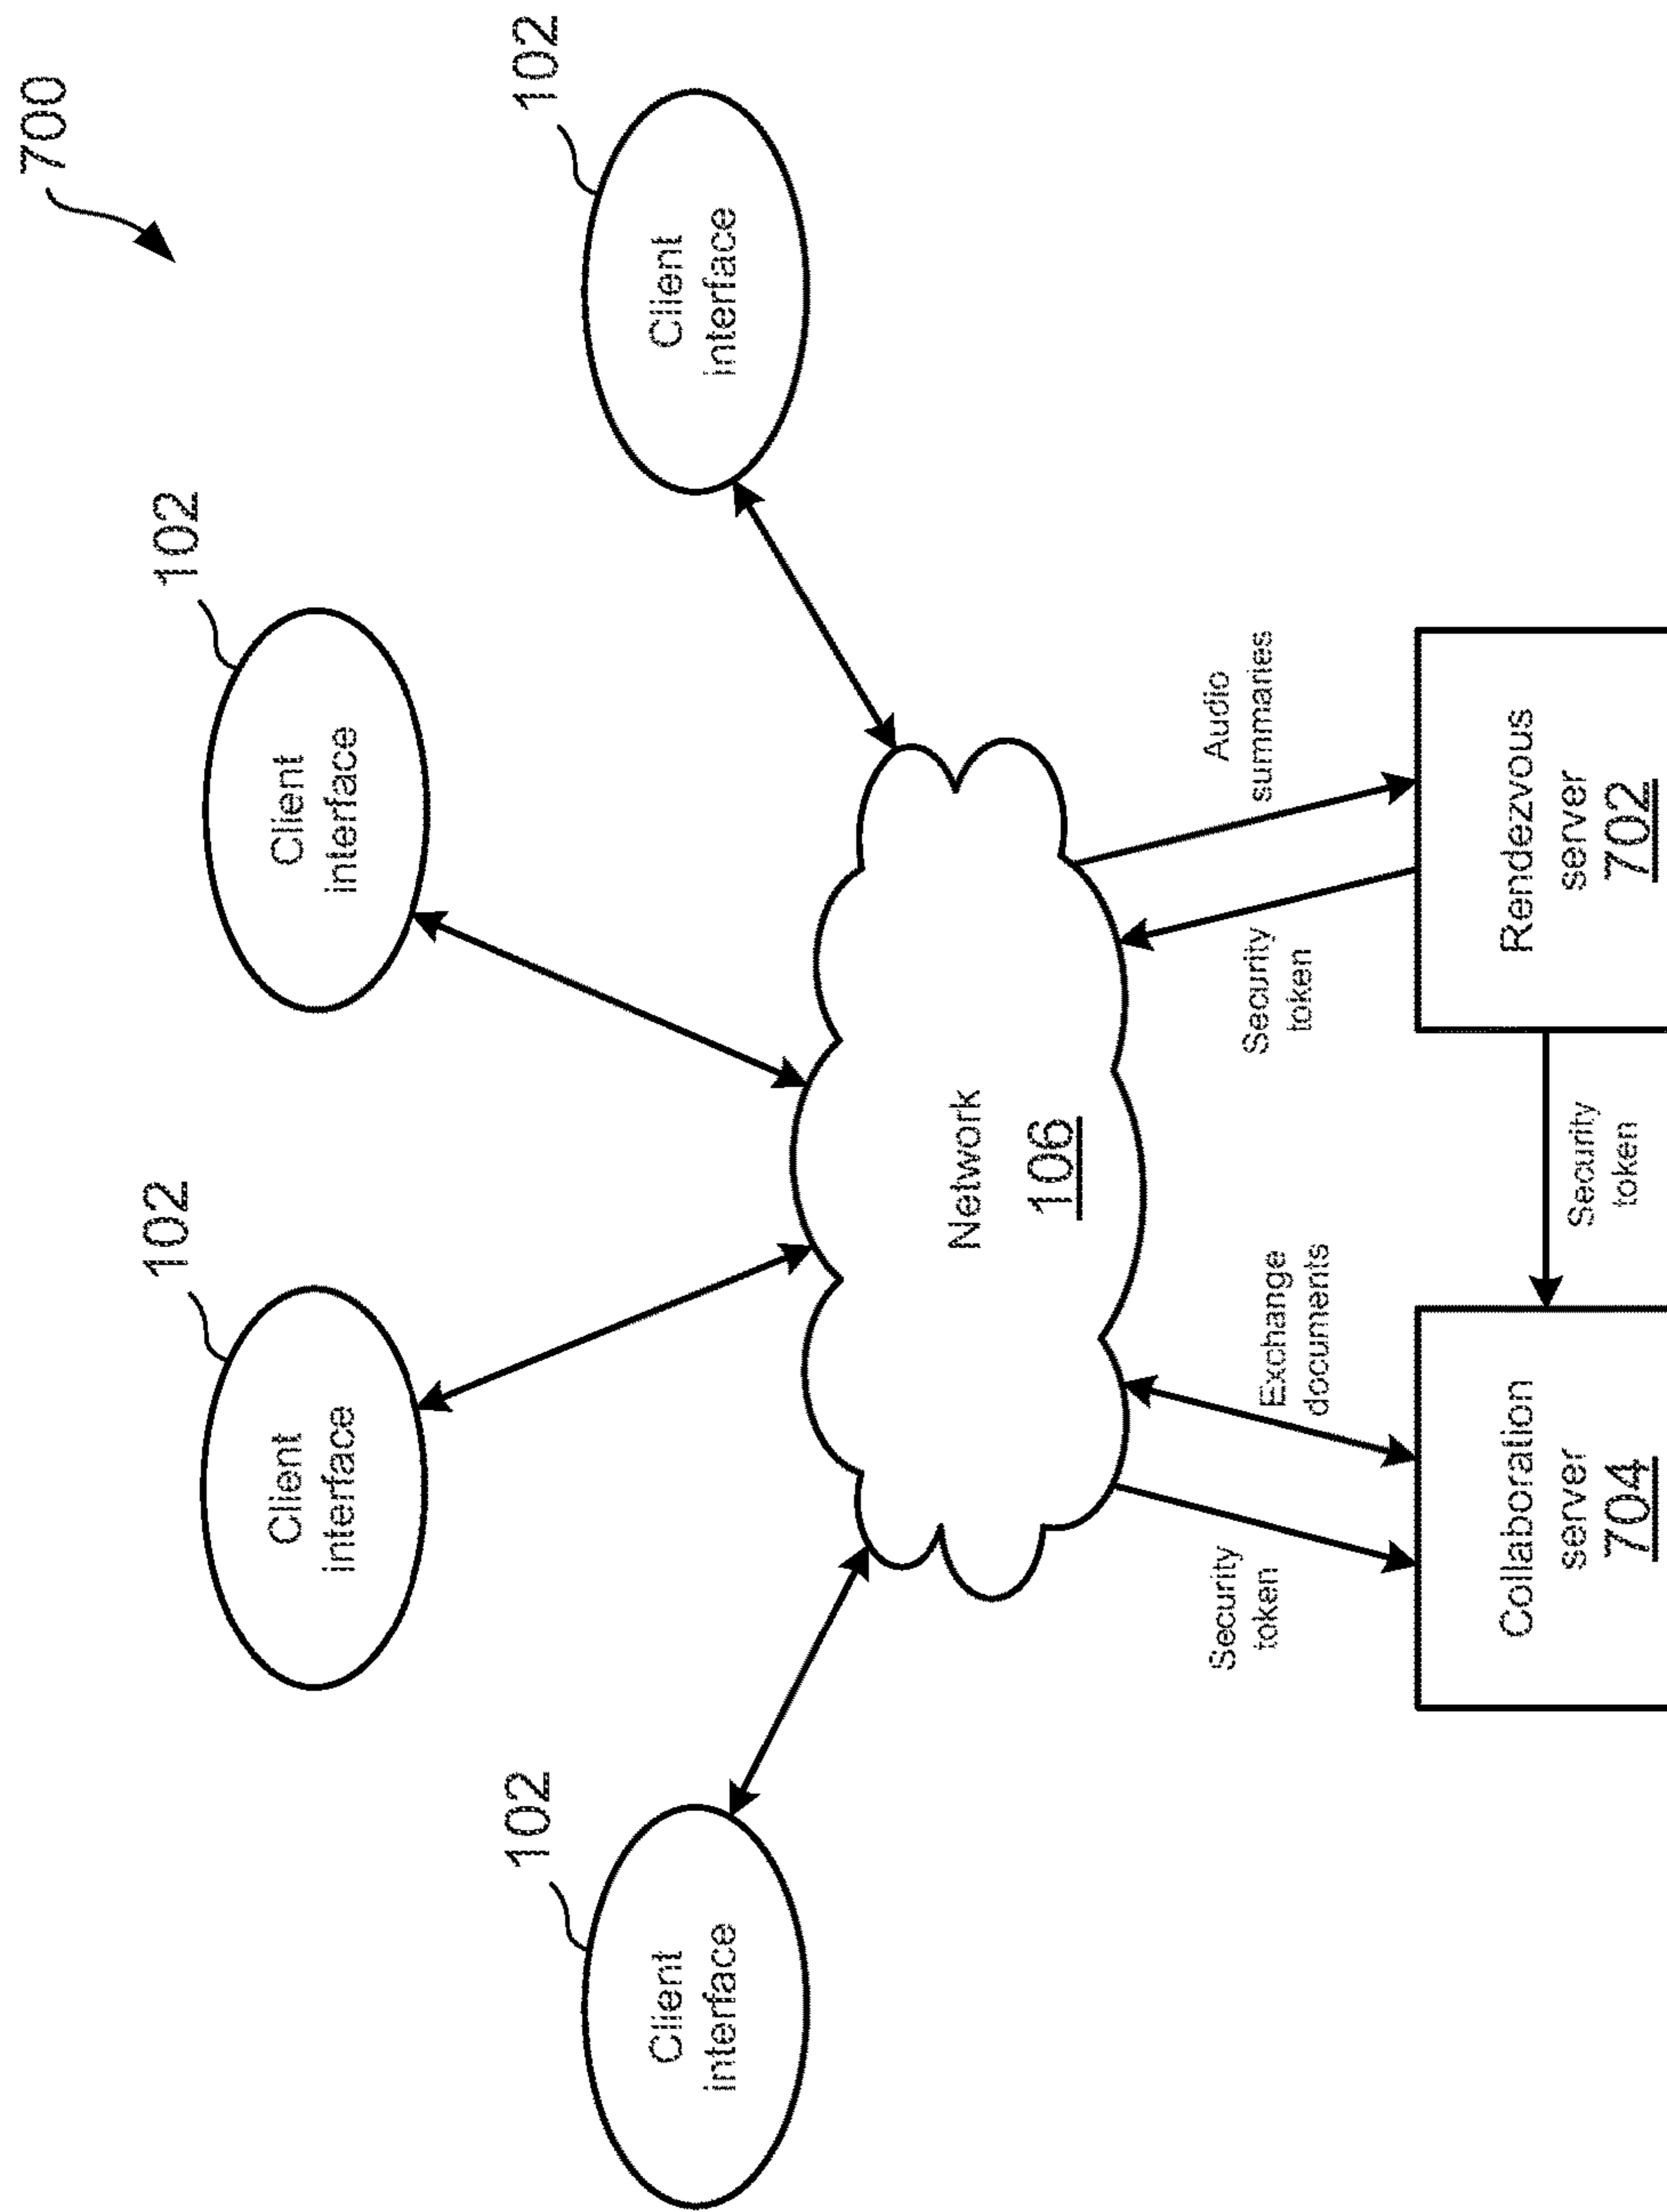 700
102
102
Client
interface
Client
interface
102
102
Client
interface
Client
interface
Network
106
Security
token
Exchange
documents
Security
token
Audio
summaries
Collaboration
server
704
Security
token
Rendezvous
server
702